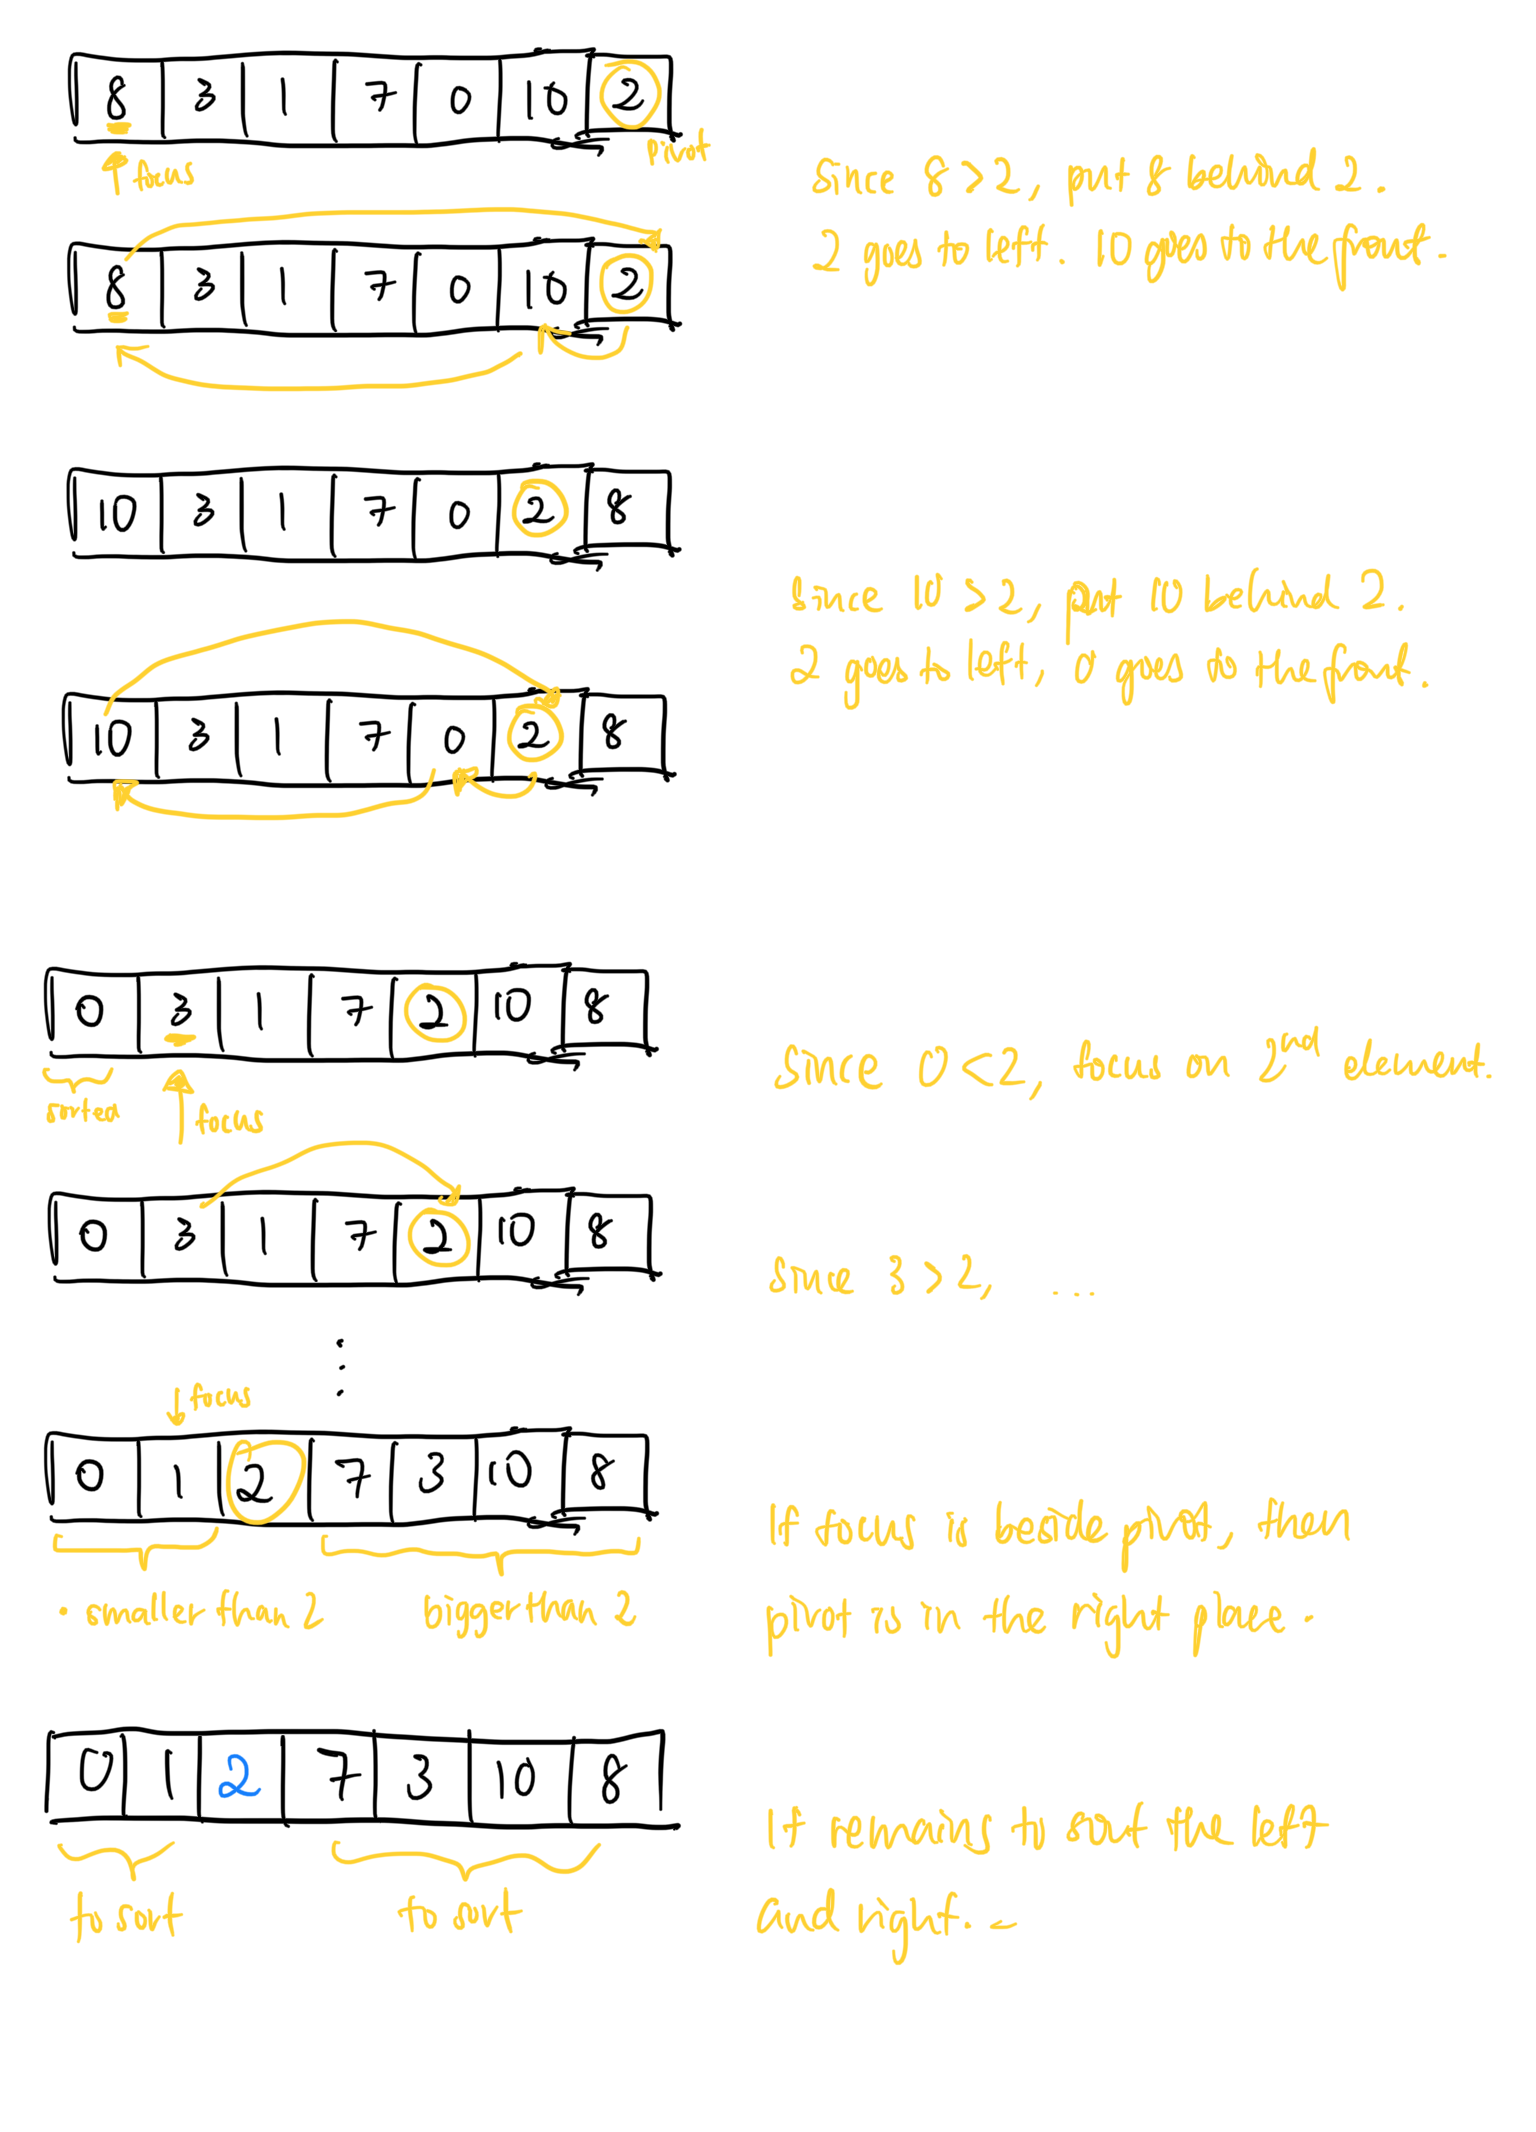 8 3 1 7 0 10 2
focus
pivot
since 8 > 2, put 8 behind 2.
2 goes to left. 10 goes to the front.
8 3 1 7 0 10 2
10 3 1 7 0 2 8
since 10 > 2, put 10 behind 2.
2 goes to left, 0 goes to the front.
10 3 1 7 0 2 8
0 3 1 7 2 10 8
sorted
focus
Since 0 < 2, focus on 2nd element.
0 3 1 7 2 10 8
since 3 > 2, ...
⋮
focus
0 1 2 7 3 10 8
If focus is beside pivot, then
pivot is in the right place.
• smaller than 2
bigger than 2
0 1 2 7 3 10 8
It remains to sort the left
and right.
to sort
to sort